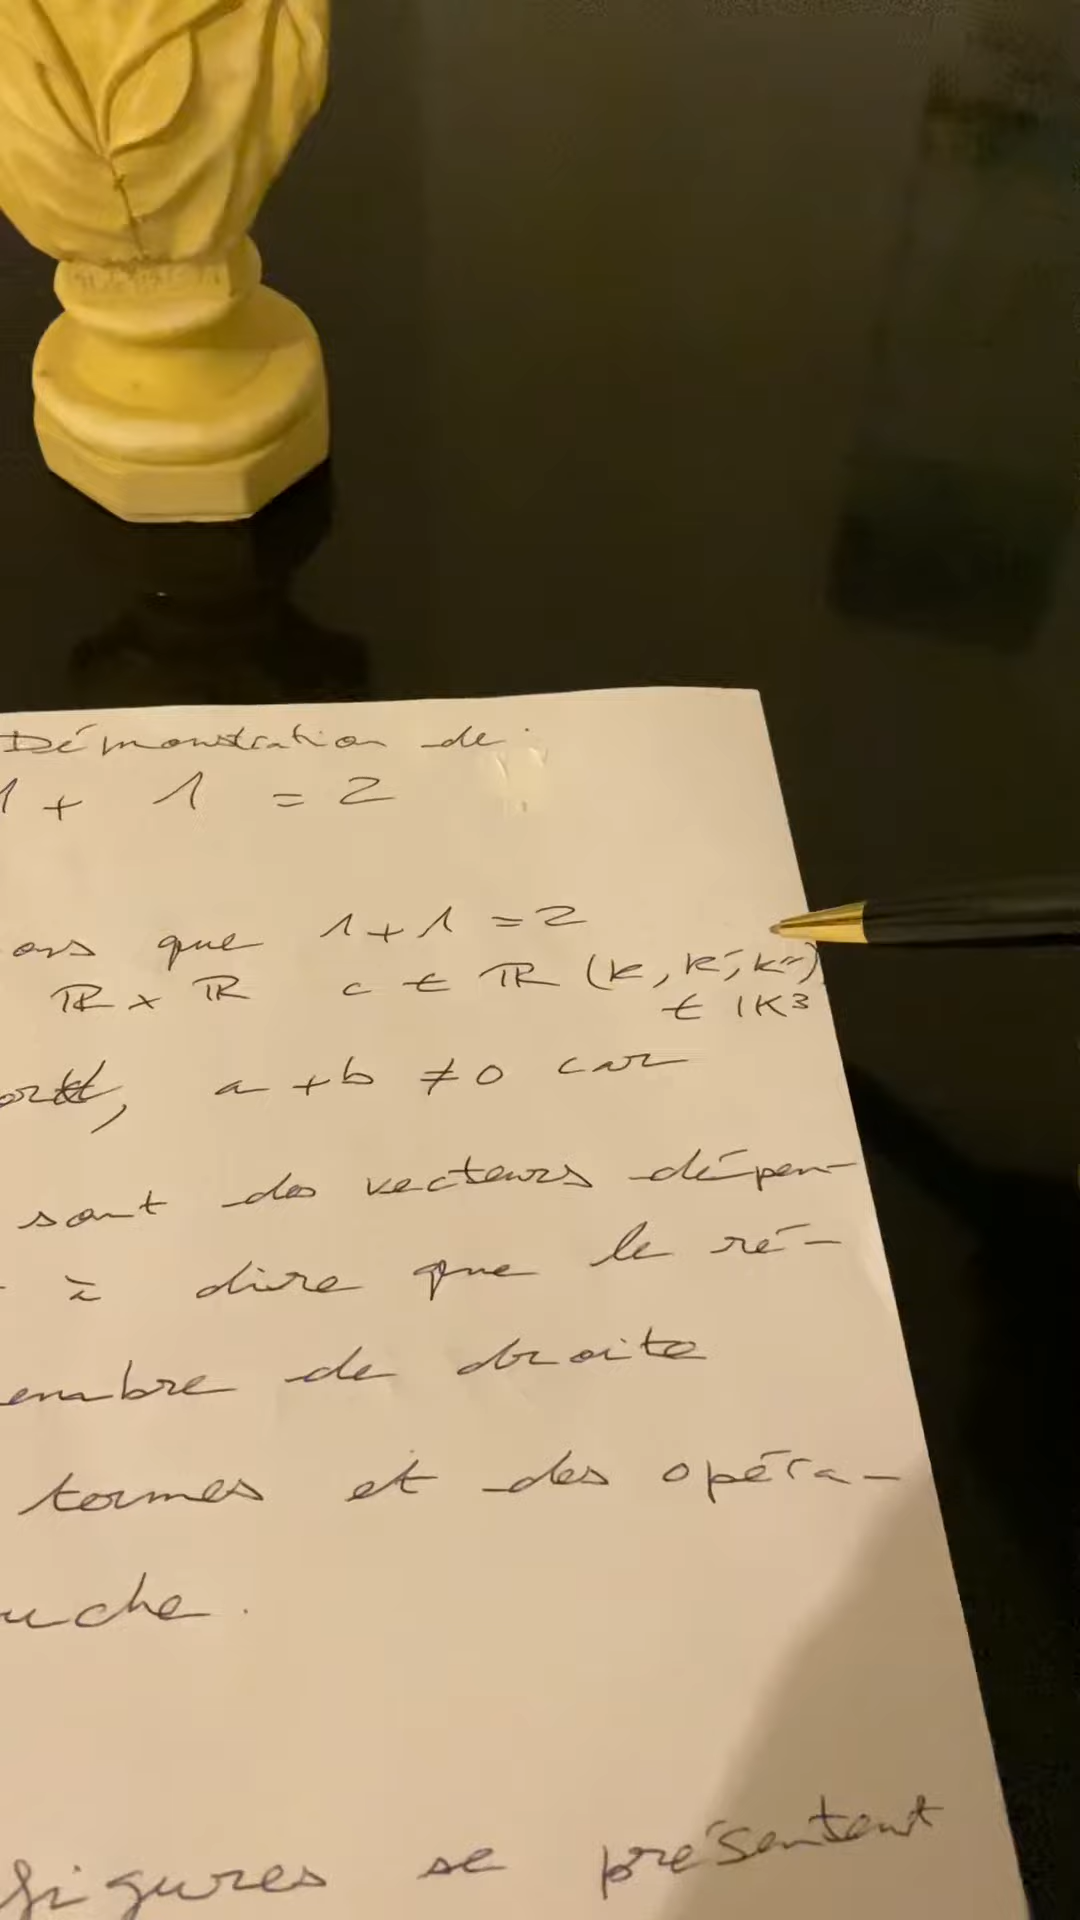 Démonstration de :
1 + 1 = 2
ons que 1+1 = 2
ℝ × ℝ c ∈ ℝ (k, k', k'')
∈ 𝕂³
a + b ≠ 0 car
sont des vecteurs dépen-
à dire que le ré-
membre de droite
termes et des opéra-
uche.
figures se présentent